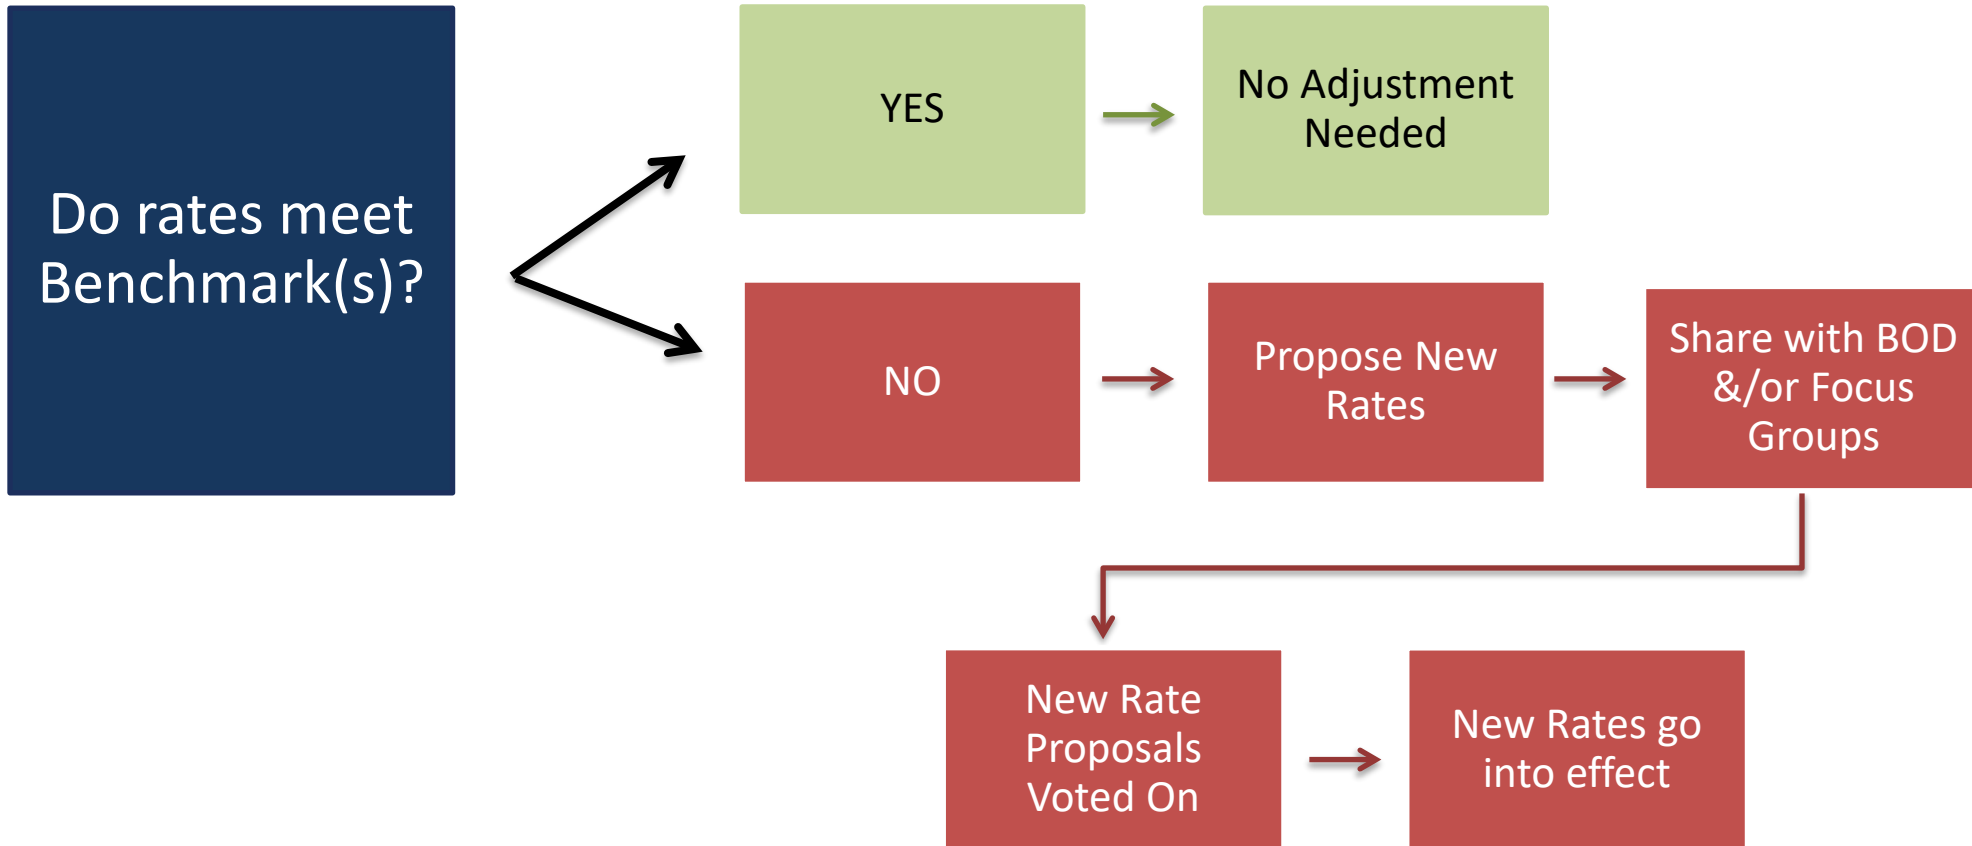 Do rates meet
Benchmark(s)?
YES
No Adjustment
Needed
NO
Propose New
Rates
Share with BOD
&/or Focus
Groups
New Rate
Proposals
Voted On
New Rates go
into effect